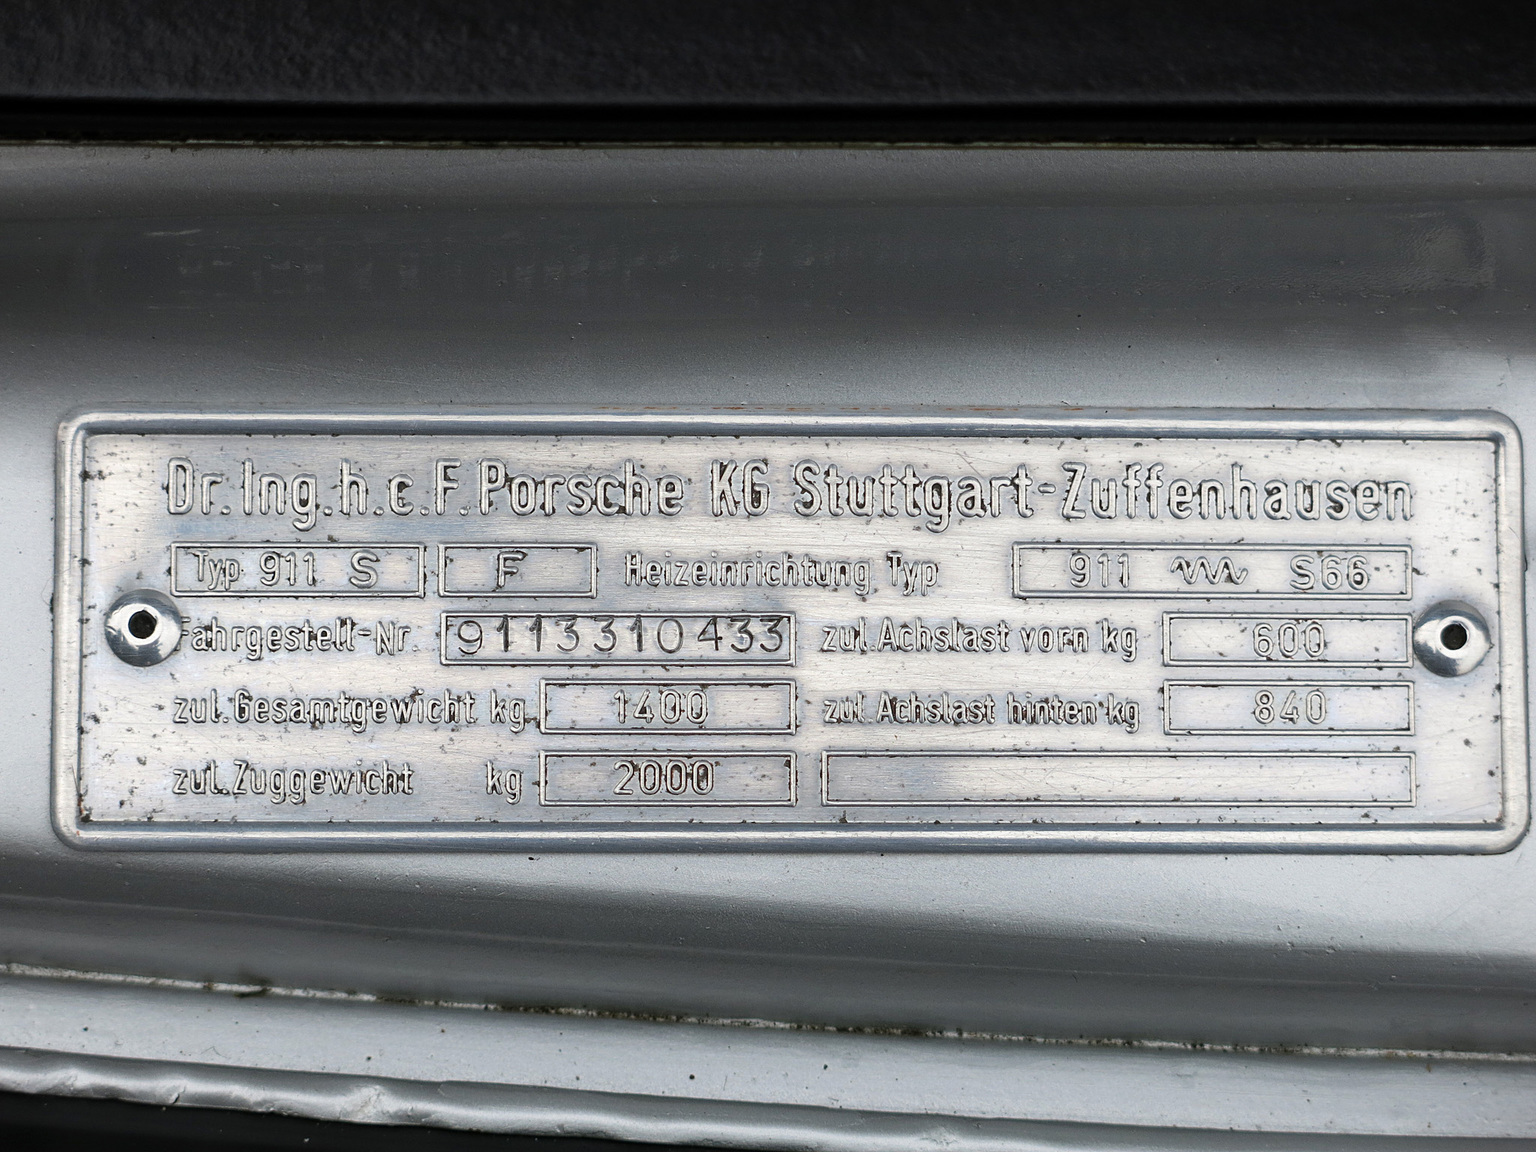 Dr. Ing. h. c. F. Porsche KG Stuttgart-Zuffenhausen
Typ 911 S F Heizeinrichtung Typ 911 S66
Fahrgestell-Nr. 9113310433 zul. Achslast vorn kg 600
zul. Gesamtgewicht kg 1400 zul. Achslast hinten kg 840
zul. Zuggewicht kg 2000